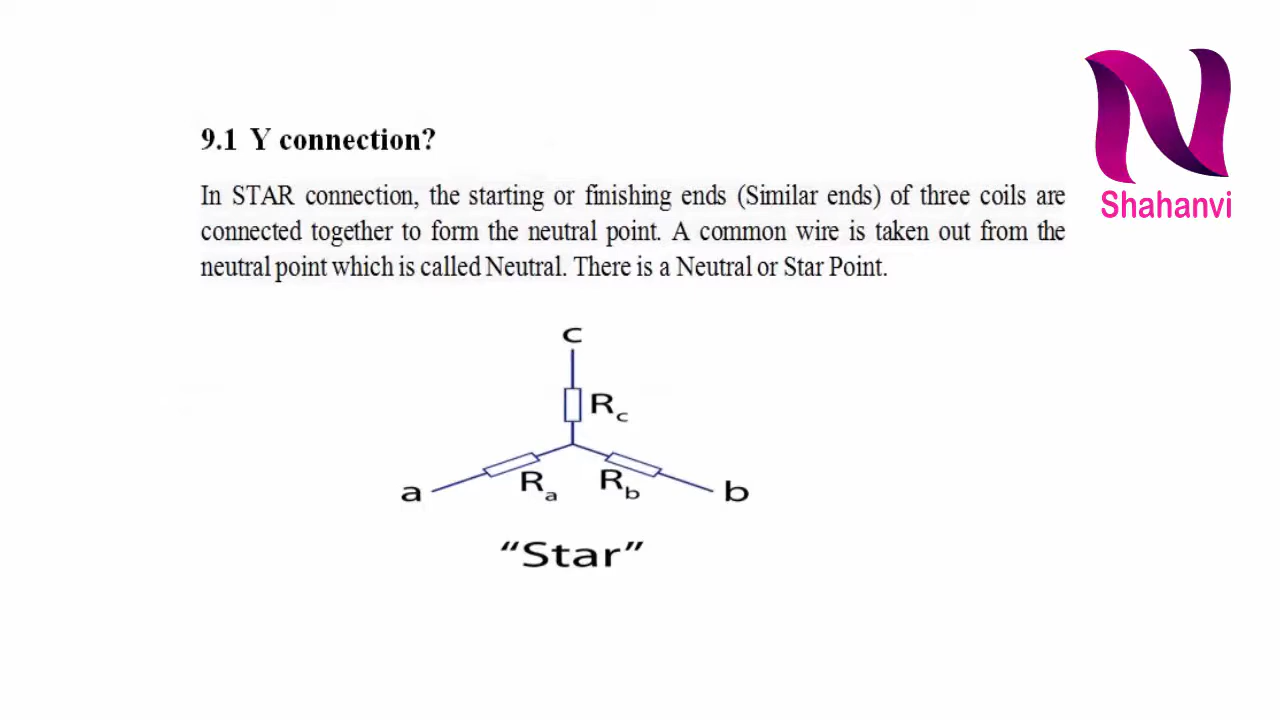 9.1 Y connection?
In STAR connection, the starting or finishing ends (Similar ends) of three coils are
connected together to form the neutral point. A common wire is taken out from the
neutral point which is called Neutral. There is a Neutral or Star Point.
Shahanvi
c
Rc
a
Ra
Rb
b
“Star”